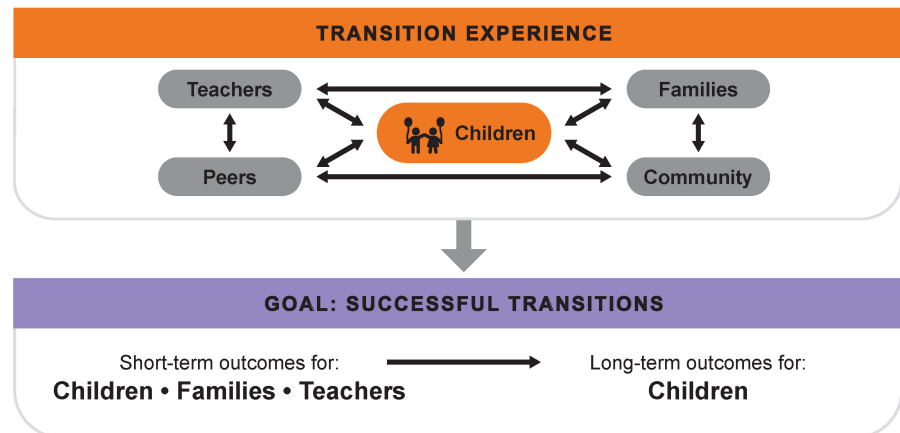 TRANSITION EXPERIENCE
Teachers
Families
Children
Peers
Community
GOAL: SUCCESSFUL TRANSITIONS
Short-term outcomes for:
Children • Families • Teachers
Long-term outcomes for:
Children